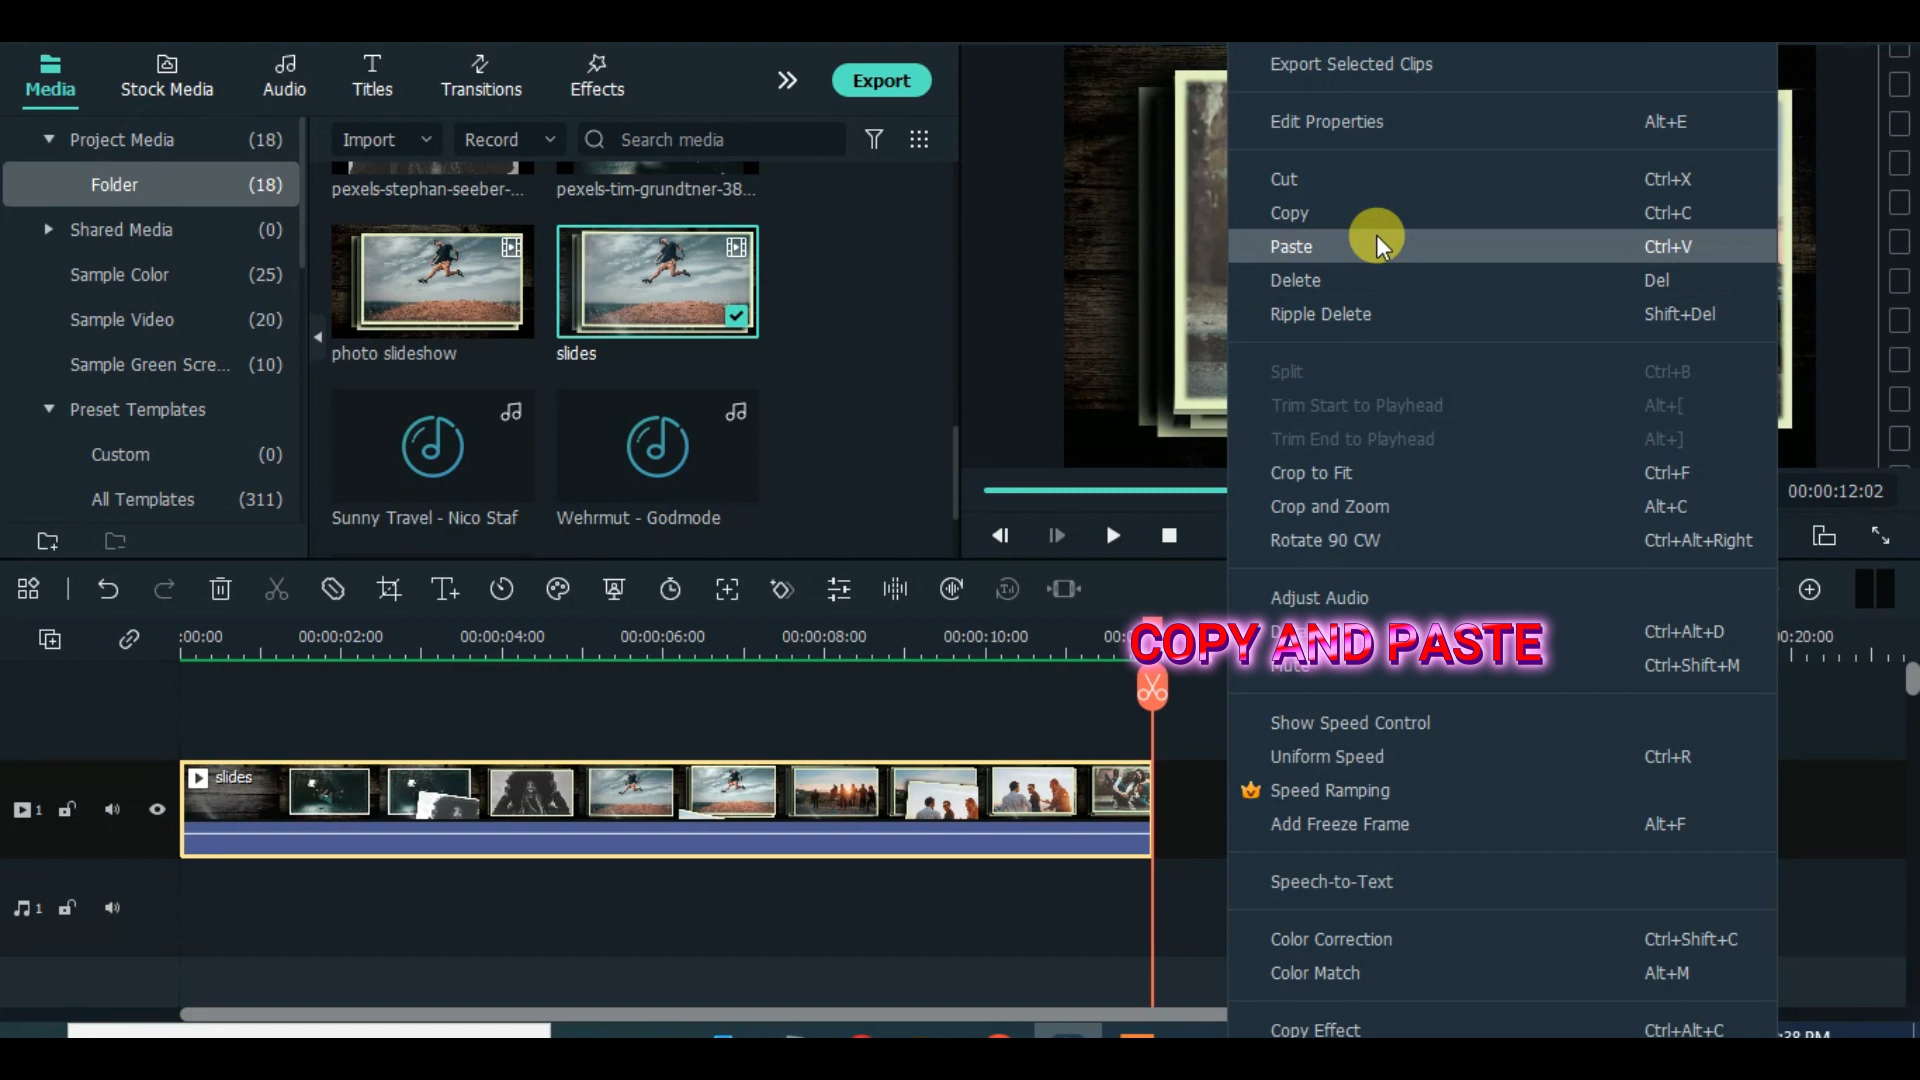 Media
Stock Media
Audio
Titles
Transitions
Effects
Export
Project Media (18)
Folder (18)
Shared Media (0)
Sample Color (25)
Sample Video (20)
Sample Green Scre... (10)
Preset Templates
Custom (0)
All Templates (311)
Import
Record
Search media
pexels-stephan-seeber-...
pexels-tim-grundtner-38...
photo slideshow
slides
Sunny Travel - Nico Staf
Wehrmut - Godmode
Export Selected Clips
Edit Properties Alt+E
Cut Ctrl+X
Copy Ctrl+C
Paste Ctrl+V
Delete Del
Ripple Delete Shift+Del
Split Ctrl+B
Trim Start to Playhead Alt+[
Trim End to Playhead Alt+]
Crop to Fit Ctrl+F
Crop and Zoom Alt+C
Rotate 90 CW Ctrl+Alt+Right
Adjust Audio
Ctrl+Alt+D
Mute Ctrl+Shift+M
COPY AND PASTE
Show Speed Control
Uniform Speed Ctrl+R
Speed Ramping
Add Freeze Frame Alt+F
Speech-to-Text
Color Correction Ctrl+Shift+C
Color Match Alt+M
Copy Effect Ctrl+Alt+C
00:00:12:02
:00:00
00:00:02:00
00:00:04:00
00:00:06:00
00:00:08:00
00:00:10:00
0:20:00
slides
1
1
:38 PM